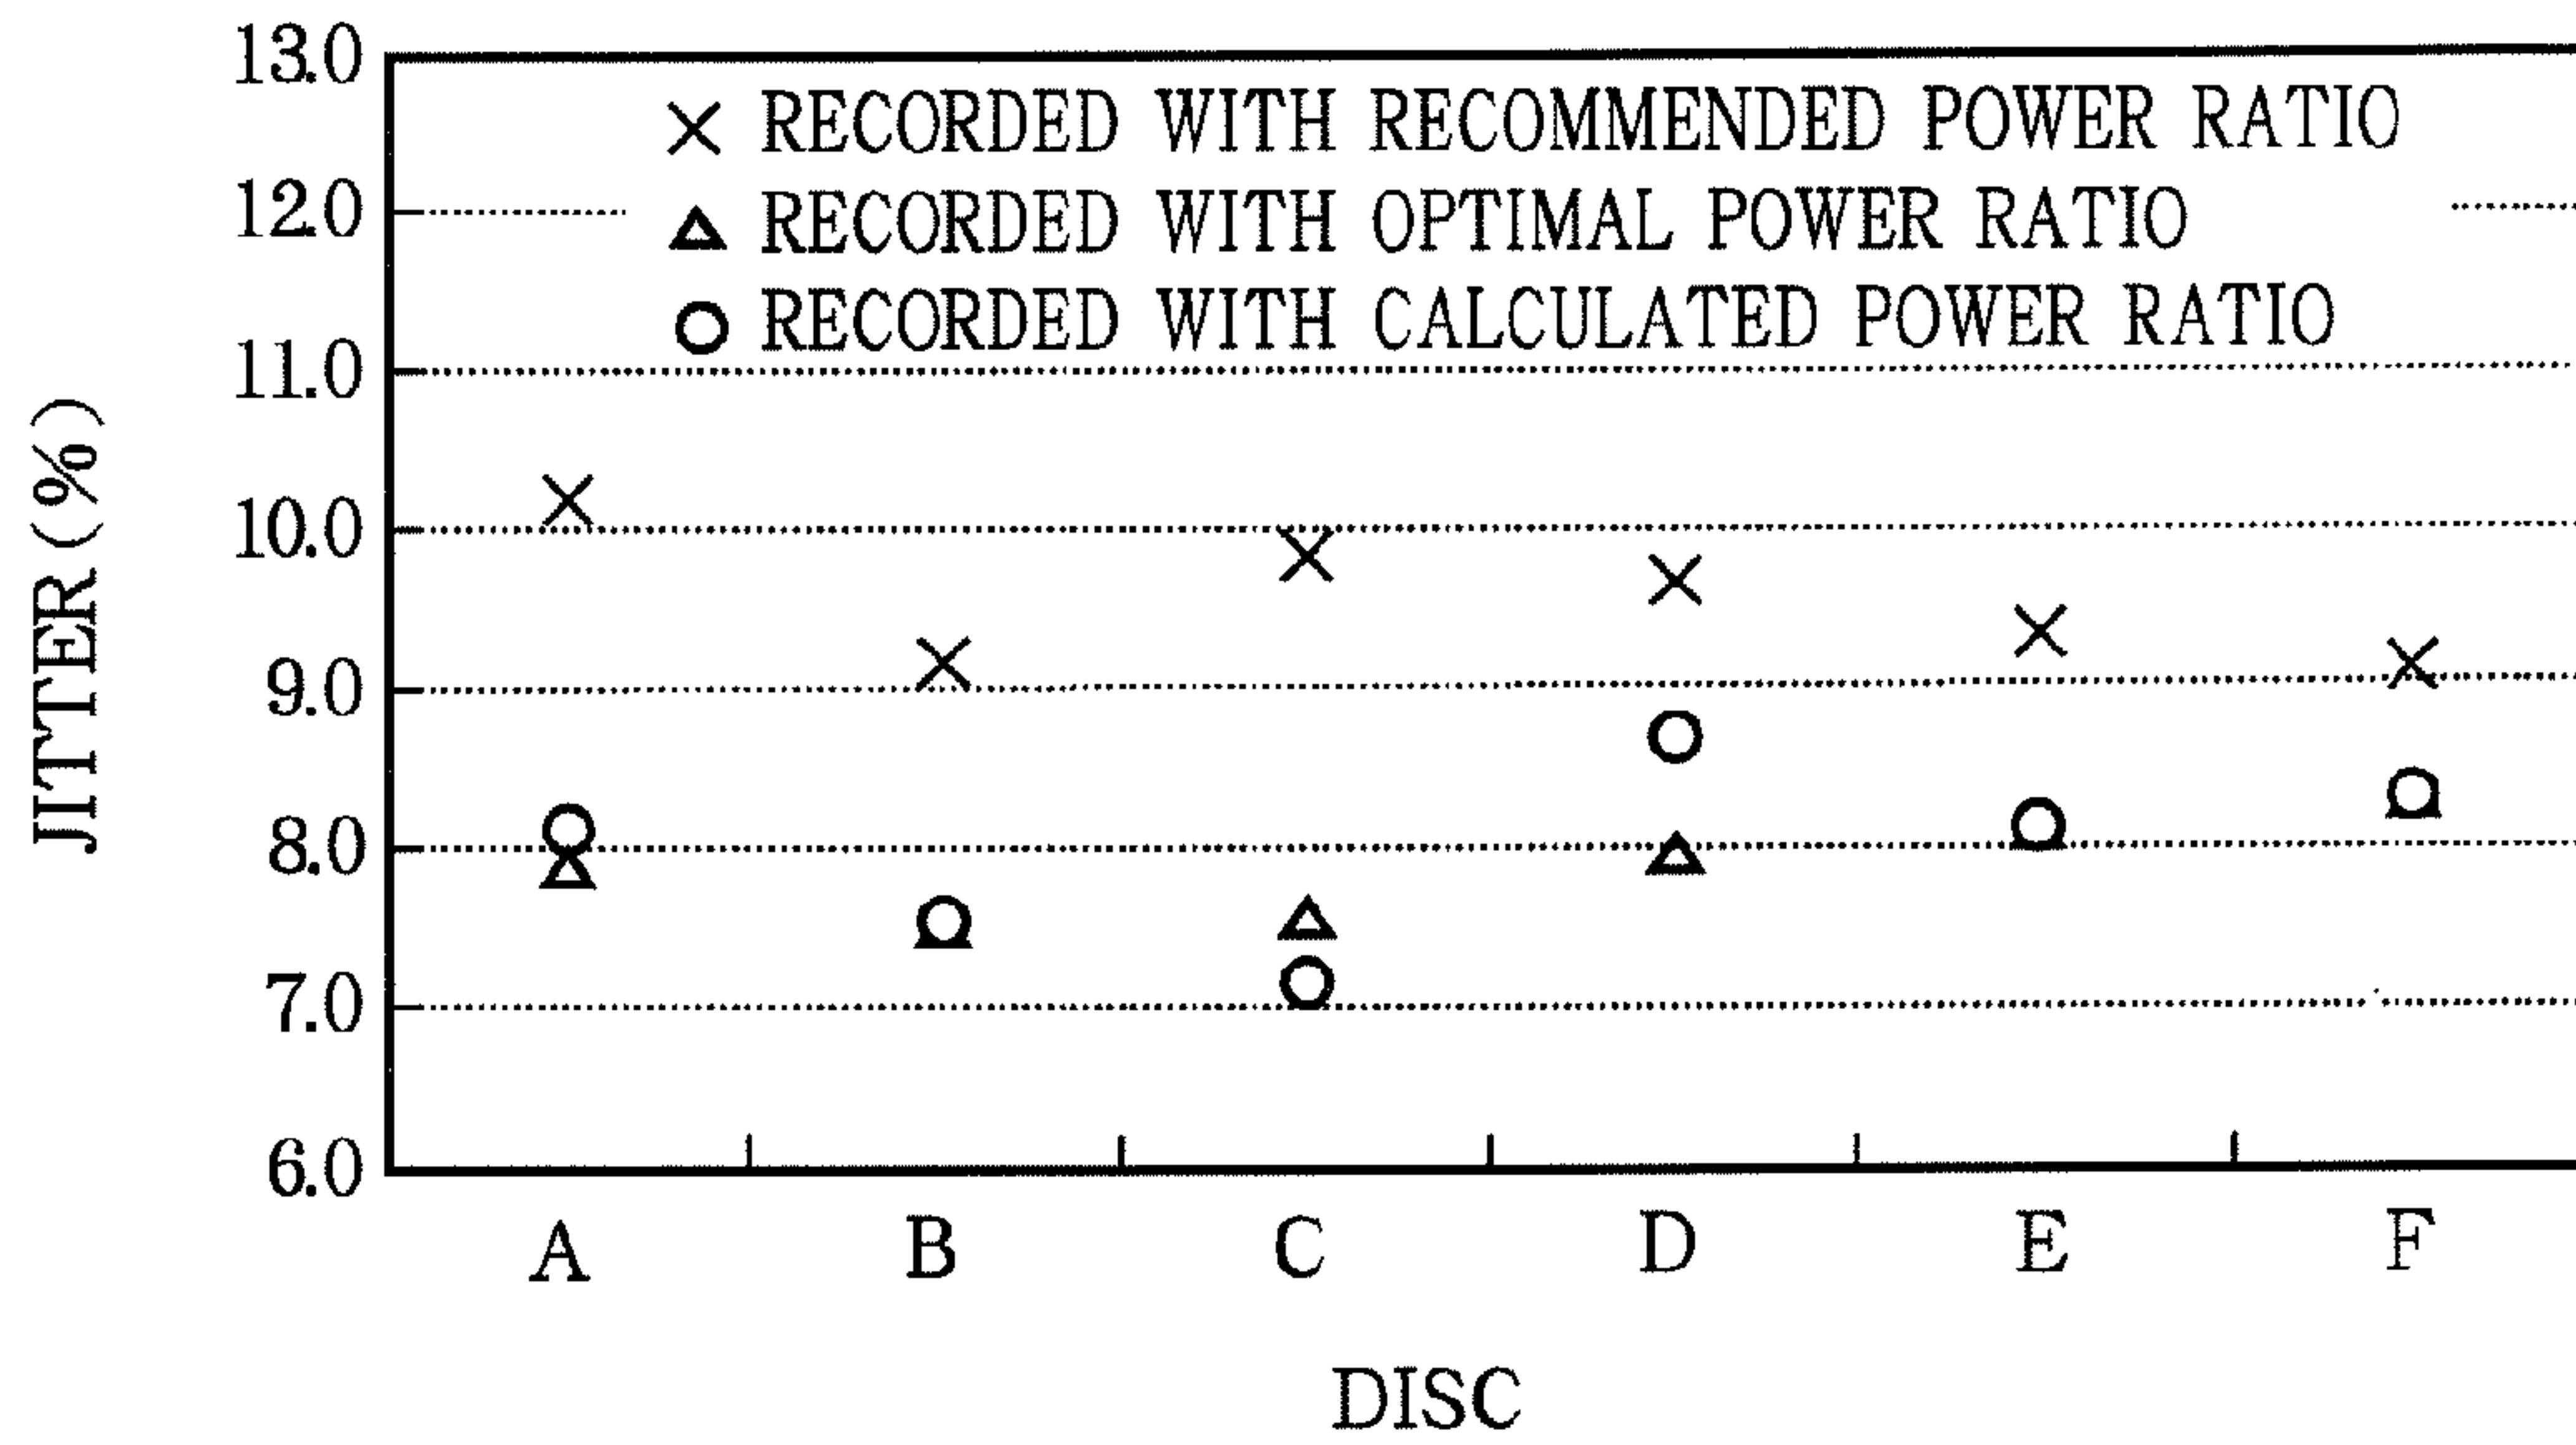 13.0
× RECORDED WITH RECOMMENDED POWER RATIO
12.0
△ RECORDED WITH OPTIMAL POWER RATIO
○ RECORDED WITH CALCULATED POWER RATIO
11.0
10.0
9.0
8.0
7.0
6.0
JITTER (%)
A B C D E F
DISC